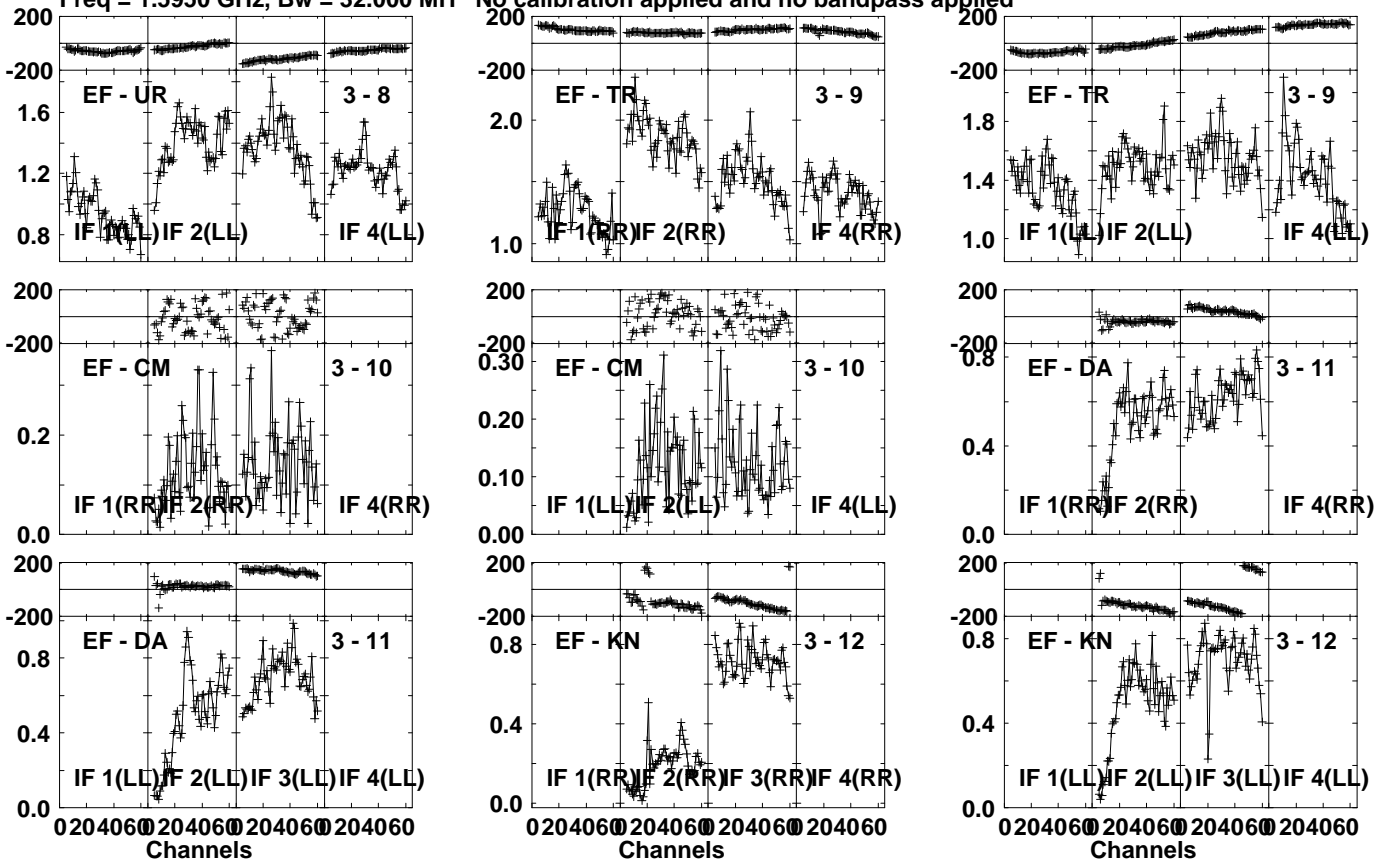 Freq = 1.5950 GHz, Bw = 32.000 MH No calibration applied and no bandpass applied
200
-200
EF - UR
3 - 8
1.6
1.2
0.8
IF 1(LL)
IF 2(LL)
IF 4(LL)
200
-200
EF - TR
3 - 9
2.0
1.0
IF 1(RR)
IF 2(RR)
IF 4(RR)
200
-200
EF - TR
3 - 9
1.8
1.4
1.0
IF 1(LL)
IF 2(LL)
IF 4(LL)
200
-200
EF - CM
3 - 10
0.2
0.0
IF 1(RR)
IF 2(RR)
IF 4(RR)
200
-200
EF - CM
3 - 10
0.30
0.20
0.10
0.00
IF 1(LL)
IF 2(LL)
IF 4(LL)
200
-200
EF - DA
3 - 11
0.8
0.4
0.0
IF 1(RR)
IF 2(RR)
IF 4(RR)
200
-200
EF - DA
3 - 11
0.8
0.4
0.0
IF 1(LL)
IF 2(LL)
IF 3(LL)
IF 4(LL)
0 20 40 60 0 20 40 60 0 20 40 60 0 20 40 60
Channels
200
-200
EF - KN
3 - 12
0.8
0.4
0.0
IF 1(RR)
IF 2(RR)
IF 3(RR)
IF 4(RR)
0 20 40 60 0 20 40 60 0 20 40 60 0 20 40 60
Channels
200
-200
EF - KN
3 - 12
0.8
0.4
0.0
IF 1(LL)
IF 2(LL)
IF 3(LL)
IF 4(LL)
0 20 40 60 0 20 40 60 0 20 40 60 0 20 40 60
Channels